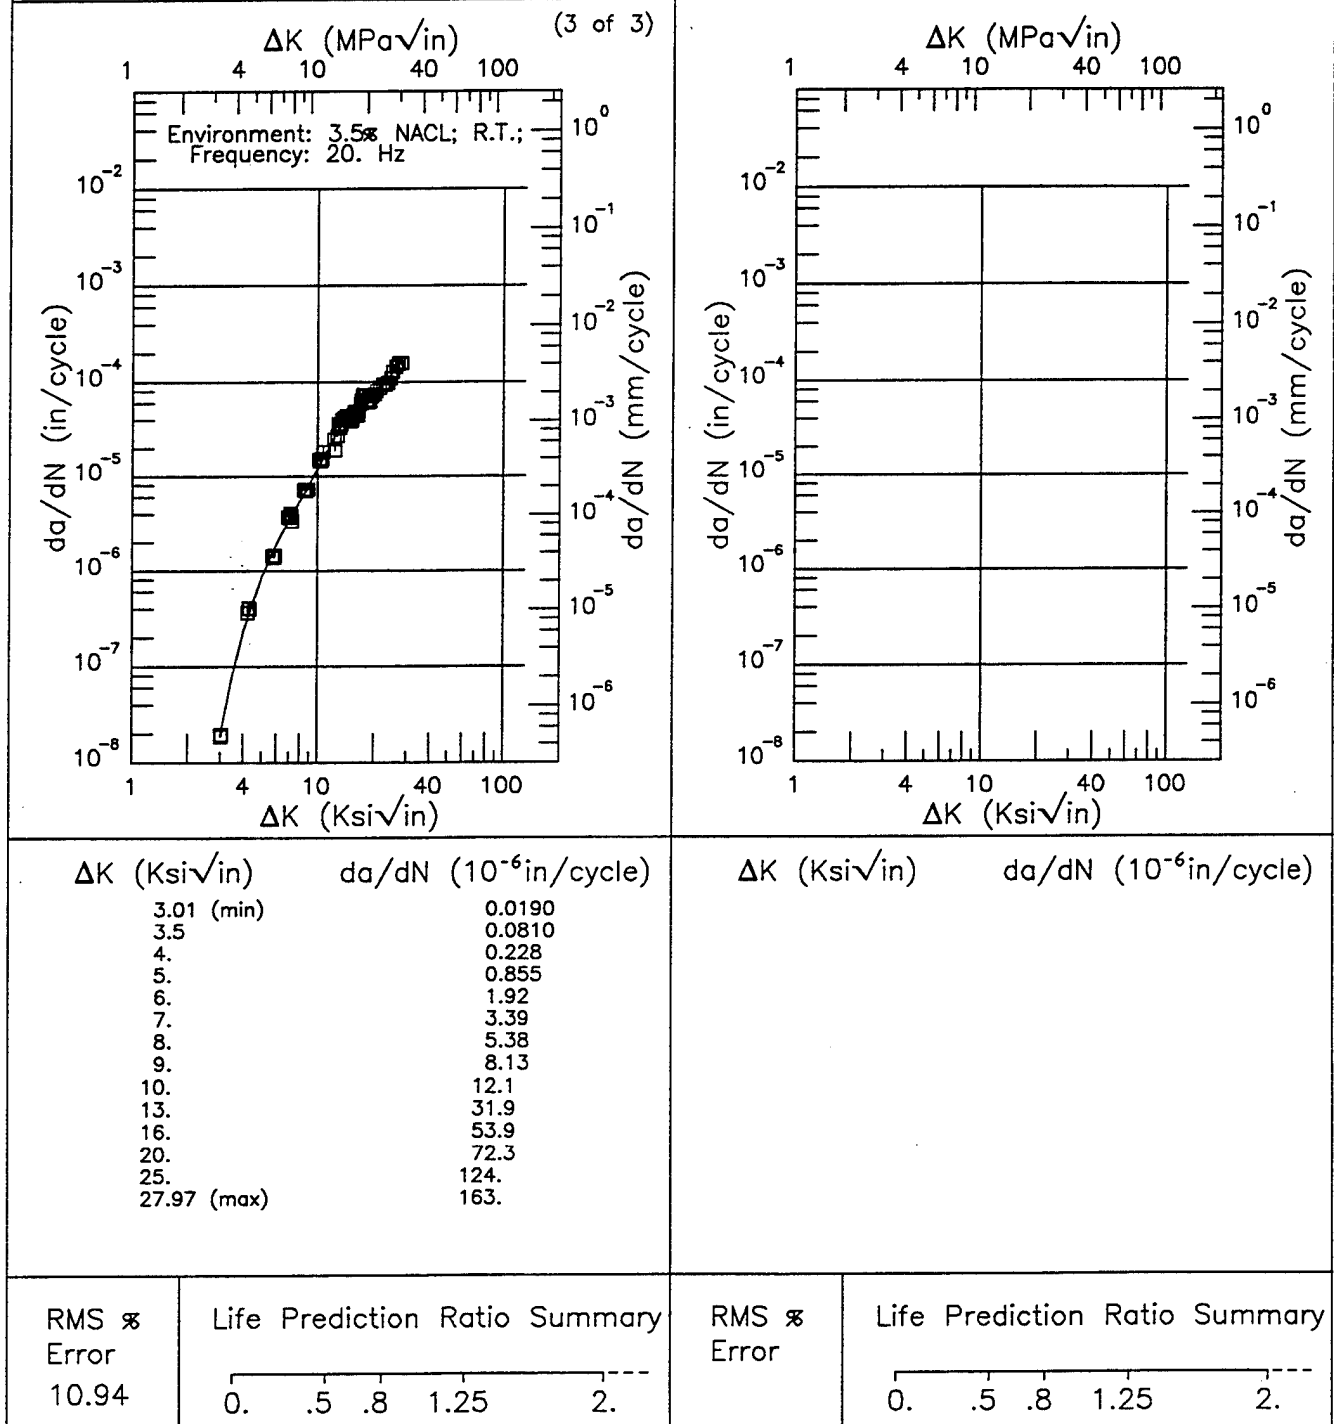 (3 of 3)
ΔK (MPa√in)
1 4 10 40 100
Environment: 3.5% NACL; R.T.;
Frequency: 20. Hz
da/dN (in/cycle)
10⁻²
10⁻³
10⁻⁴
10⁻⁵
10⁻⁶
10⁻⁷
10⁻⁸
10⁰
10⁻¹
10⁻²
10⁻³
10⁻⁴
10⁻⁵
10⁻⁶
da/dN (mm/cycle)
1 4 10 40 100
ΔK (Ksi√in)
ΔK (MPa√in)
1 4 10 40 100
da/dN (in/cycle)
10⁻²
10⁻³
10⁻⁴
10⁻⁵
10⁻⁶
10⁻⁷
10⁻⁸
10⁰
10⁻¹
10⁻²
10⁻³
10⁻⁴
10⁻⁵
10⁻⁶
da/dN (mm/cycle)
1 4 10 40 100
ΔK (Ksi√in)
ΔK (Ksi√in) da/dN (10⁻⁶in/cycle)
3.01 (min) 0.0190
3.5 0.0810
4. 0.228
5. 0.855
6. 1.92
7. 3.39
8. 5.38
9. 8.13
10. 12.1
13. 31.9
16. 53.9
20. 72.3
25. 124.
27.97 (max) 163.
ΔK (Ksi√in) da/dN (10⁻⁶in/cycle)
RMS %
Error
10.94
Life Prediction Ratio Summary
0. .5 .8 1.25 2.
RMS %
Error
Life Prediction Ratio Summary
0. .5 .8 1.25 2.